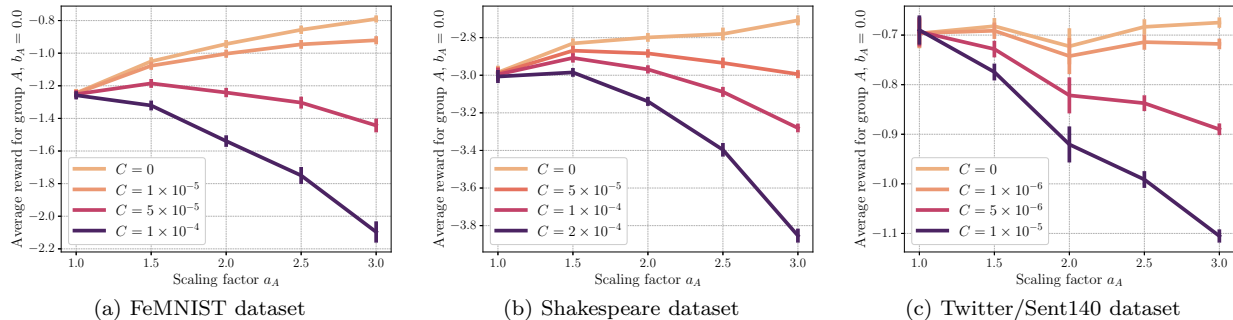 Average reward for group A, b_A = 0.0
−0.8
−1.0
−1.2
−1.4
−1.6
−1.8
−2.0
−2.2
C = 0
C = 1 × 10^−5
C = 5 × 10^−5
C = 1 × 10^−4
1.0 1.5 2.0 2.5 3.0
Scaling factor a_A
(a) FeMNIST dataset
Average reward for group A, b_A = 0.0
−2.8
−3.0
−3.2
−3.4
−3.6
−3.8
C = 0
C = 5 × 10^−5
C = 1 × 10^−4
C = 2 × 10^−4
1.0 1.5 2.0 2.5 3.0
Scaling factor a_A
(b) Shakespeare dataset
Average reward for group A, b_A = 0.0
−0.7
−0.8
−0.9
−1.0
−1.1
C = 0
C = 1 × 10^−6
C = 5 × 10^−6
C = 1 × 10^−5
1.0 1.5 2.0 2.5 3.0
Scaling factor a_A
(c) Twitter/Sent140 dataset